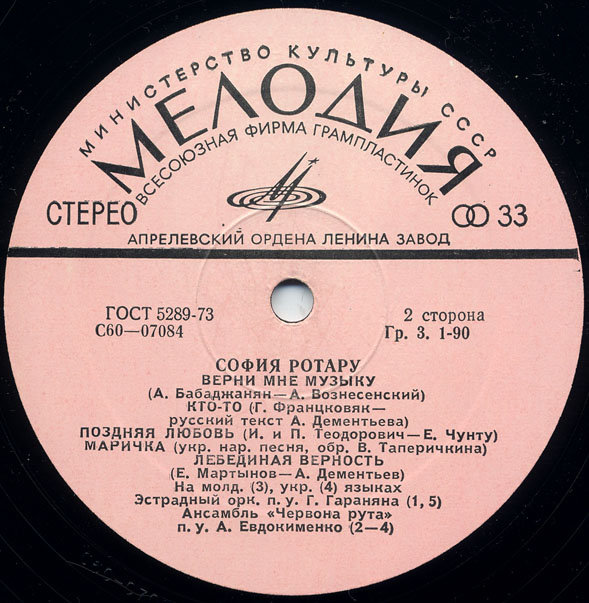 МИНИСТЕРСТВО КУЛЬТУРЫ СССР
МЕЛОДИЯ
ВСЕСОЮЗНАЯ ФИРМА ГРАМПЛАСТИНОК
СТЕРЕО
33
АПРЕЛЕВСКИЙ ОРДЕНА ЛЕНИНА ЗАВОД
ГОСТ 5289-73
2 сторона
С60—07084
Гр. 3. 1-90
СОФИЯ РОТАРУ
ВЕРНИ МНЕ МУЗЫКУ
(А. Бабаджанян—А. Вознесенский)
КТО-ТО (Г. Францковяк—
русский текст А. Дементьева)
ПОЗДНЯЯ ЛЮБОВЬ (И. и П. Теодорович—Е. Чунту)
МАРИЧКА (укр. нар. песня, обр. В. Таперичкина)
ЛЕБЕДИНАЯ ВЕРНОСТЬ
(Е. Мартынов—А. Дементьев)
На молд. (3), укр. (4) языках
Эстрадный орк. п. у. Г. Гараняна (1, 5)
Ансамбль «Червона рута»
п. у. А. Евдокименко (2—4)